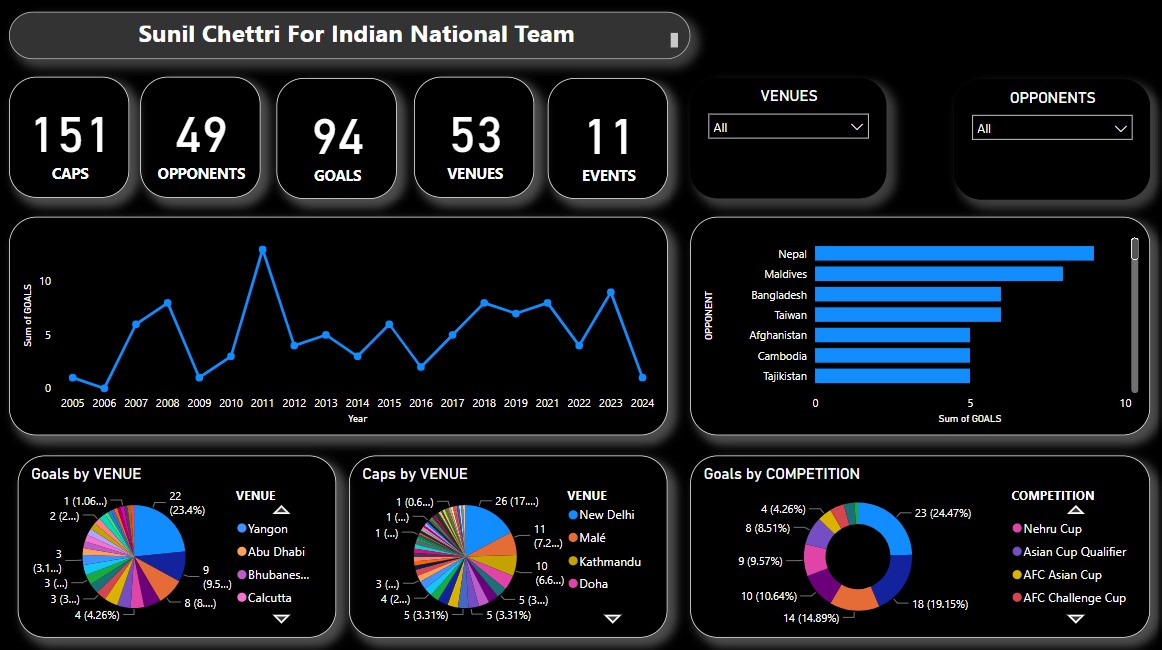 Sunil Chettri For Indian National Team
151
CAPS
49
OPPONENTS
94
GOALS
53
VENUES
11
EVENTS
VENUES
All
OPPONENTS
All
Sum of GOALS
10
5
0
2005 2006 2007 2008 2009 2010 2011 2012 2013 2014 2015 2016 2017 2018 2019 2021 2022 2023 2024
Year
OPPONENT
Nepal
Maldives
Bangladesh
Taiwan
Afghanistan
Cambodia
Tajikistan
0 5 10
Sum of GOALS
Goals by VENUE
22
(23.4%)
9
(9.5...)
8 (8....)
4 (4.26%)
3 (3...)
3 (...)
3
(3.1...)
2 (2...)
1 (1.06...)
VENUE
Yangon
Abu Dhabi
Bhubanes...
Calcutta
Caps by VENUE
26 (17....)
11
(7.2...)
10
(6.6...)
5 (3...)
5 (3.31%)
5 (3.31%)
4 (2...)
3 (...)
1 (...)
1 (...)
1 (0.6...)
VENUE
New Delhi
Malé
Kathmandu
Doha
Goals by COMPETITION
23 (24.47%)
18 (19.15%)
14 (14.89%)
10 (10.64%)
9 (9.57%)
8 (8.51%)
4 (4.26%)
COMPETITION
Nehru Cup
Asian Cup Qualifier
AFC Asian Cup
AFC Challenge Cup